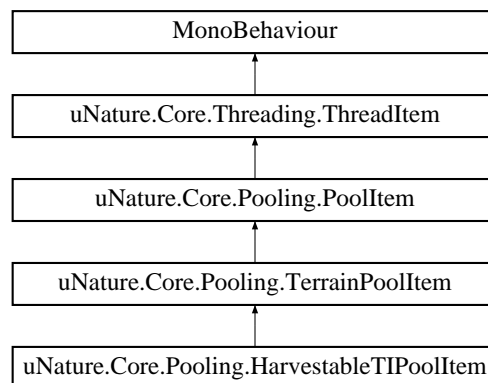 MonoBehaviour
uNature.Core.Threading.ThreadItem
uNature.Core.Pooling.PoolItem
uNature.Core.Pooling.TerrainPoolItem
uNature.Core.Pooling.HarvestableTIPoolItem